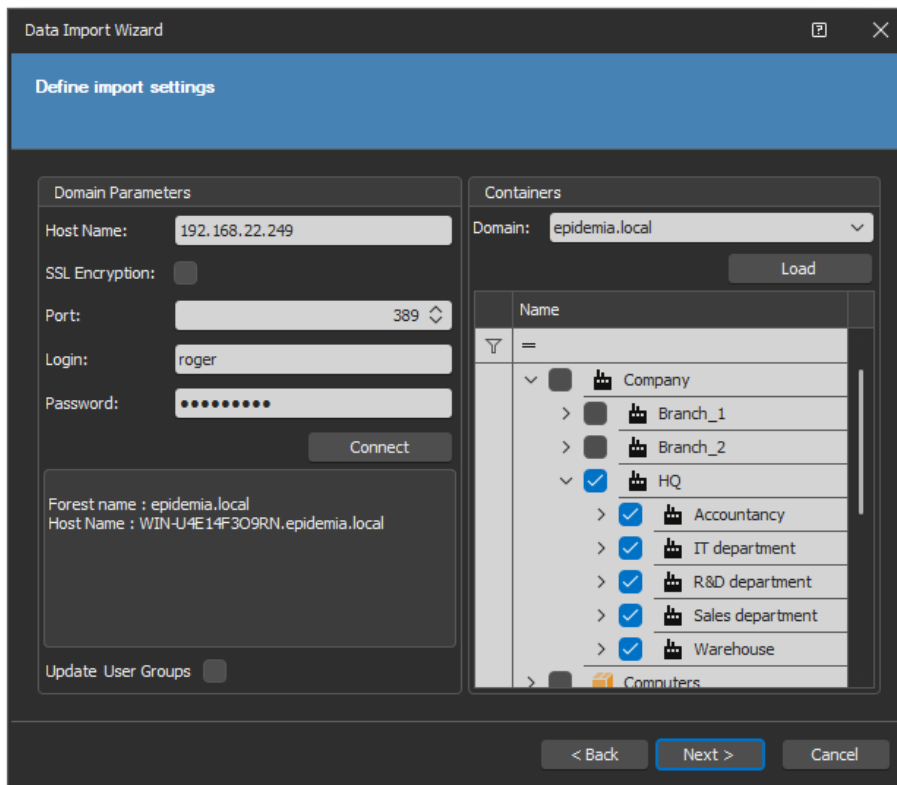 Data Import Wizard
Define import settings
Domain Parameters
Host Name: 192.168.22.249
SSL Encryption:
Port: 389
Login: roger
Password: •••••••••
Connect
Forest name : epidemia.local
Host Name : WIN-U4E14F3O9RN.epidemia.local
Update User Groups
Containers
Domain: epidemia.local
Load
Name
=
Company
Branch_1
Branch_2
HQ
Accountancy
IT department
R&D department
Sales department
Warehouse
Computers
< Back Next > Cancel